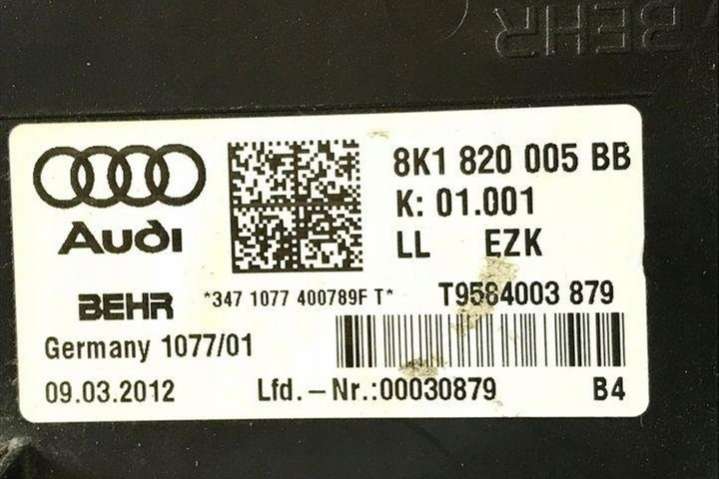 BEHR
8K1 820 005 BB
K: 01.001
Audi
LL EZK
BEHR
*347 1077 400789F T*
T9584003 879
Germany 1077/01
09.03.2012
Lfd.-Nr.:00030879
B4